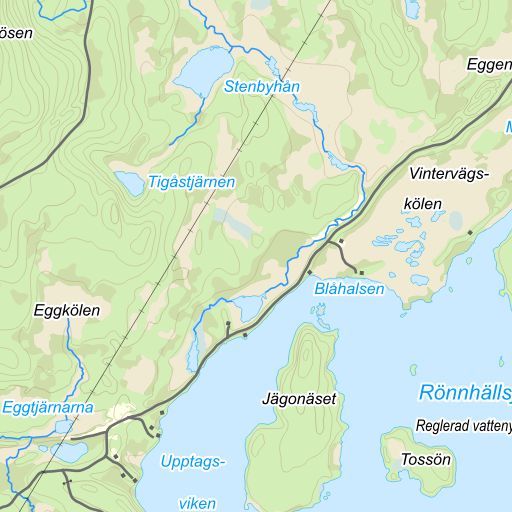 ösen
Eggen
Stenbyhån
Tigåstjärnen
Vintervägs-
kölen
Blåhalsen
Eggkölen
Eggtjärnarna
Jägonäset
Rönnhälls
Reglerad vatteny
Tossön
Upptags-
viken